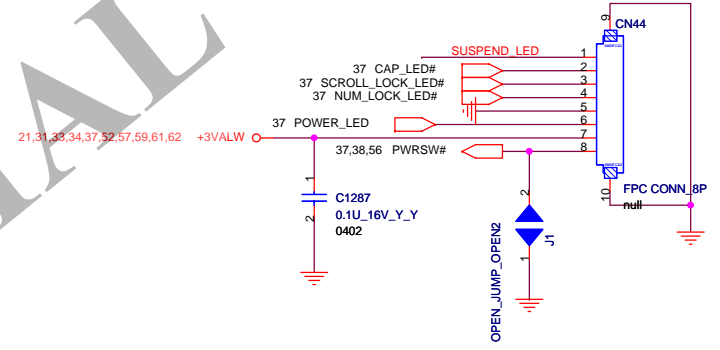 9
CN44
SUSPEND_LED
1
37 CAP_LED#
2
37 SCROLL_LOCK_LED#
3
37 NUM_LOCK_LED#
4
5
37 POWER_LED
6
21,31,33,34,37,52,57,59,61,62 +3VALW
7
37,38,56 PWRSW#
8
10
FPC CONN_8P
null
1
C1287
0.1U_16V_Y_Y
0402
2
2
J1
1
OPEN_JUMP_OPEN2